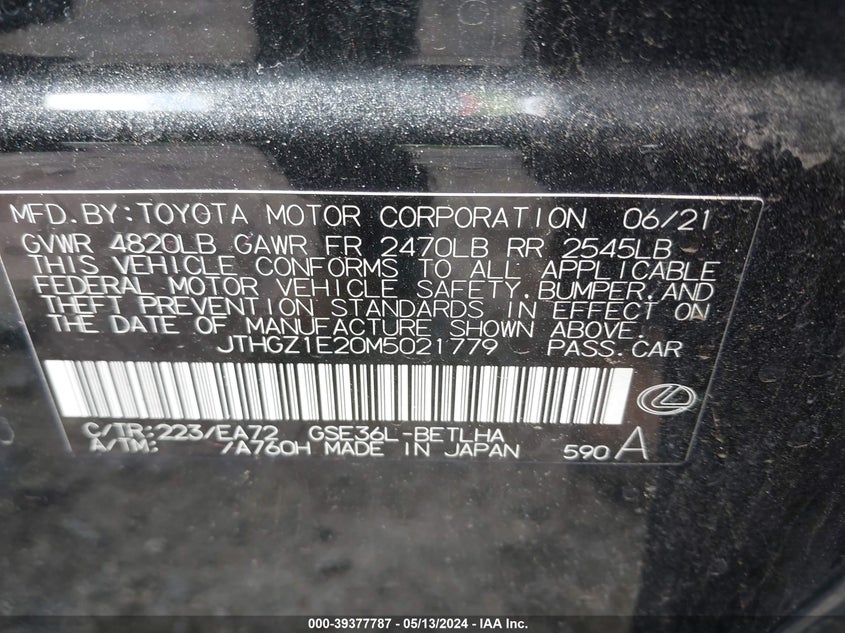 MFD.BY:TOYOTA MOTOR CORPORATION 06/21
GVWR 4820LB GAWR FR 2470LB RR 2545LB
THIS VEHICLE CONFORMS TO ALL APPLICABLE
FEDERAL MOTOR VEHICLE SAFETY,BUMPER,AND
THEFT PREVENTION STANDARDS IN EFFECT ON
THE DATE OF MANUFACTURE SHOWN ABOVE.
JTHGZ1E20M5021779 PASS.CAR
C/TR:223/EA72 GSE36L-BETLHA
A/TM: /A760H MADE IN JAPAN 590 A
000-39377787 - 05/13/2024 - IAA Inc.